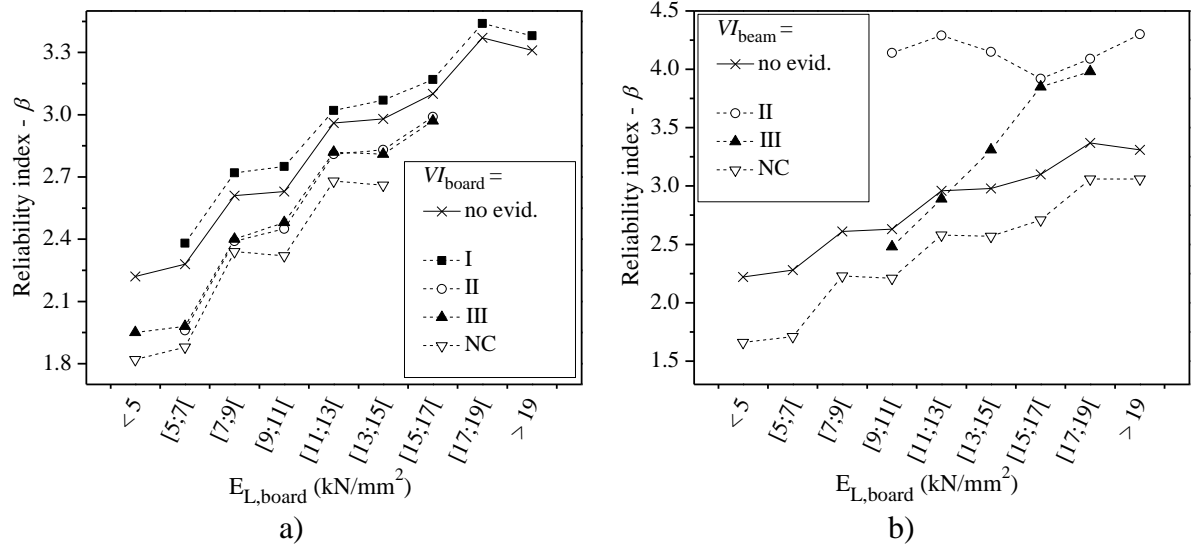 3.3
3.0
2.7
2.4
2.1
1.8
Reliability index - β
VI_board =
no evid.
I
II
III
NC
< 5
[5;7[
[7;9[
[9;11[
[11;13[
[13;15[
[15;17[
[17;19[
> 19
E_L,board (kN/mm²)
a)
4.5
4.0
3.5
3.0
2.5
2.0
1.5
Reliability index - β
VI_beam =
no evid.
II
III
NC
< 5
[5;7[
[7;9[
[9;11[
[11;13[
[13;15[
[15;17[
[17;19[
> 19
E_L,board (kN/mm²)
b)